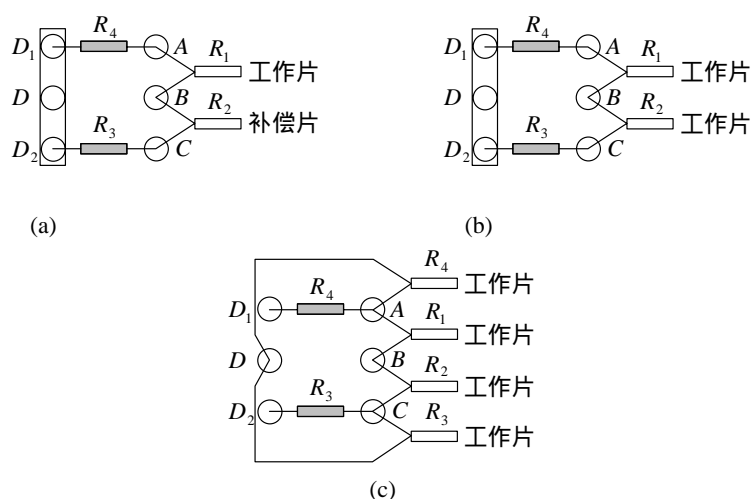 R₄
D₁ A R₁ 工作片
D B R₂ 补偿片
R₃
D₂ C
(a)
R₄
D₁ A R₁ 工作片
D B R₂ 工作片
R₃
D₂ C
(b)
R₄ 工作片
R₄
D₁ A R₁ 工作片
D B R₂ 工作片
R₃
D₂ C R₃ 工作片
(c)